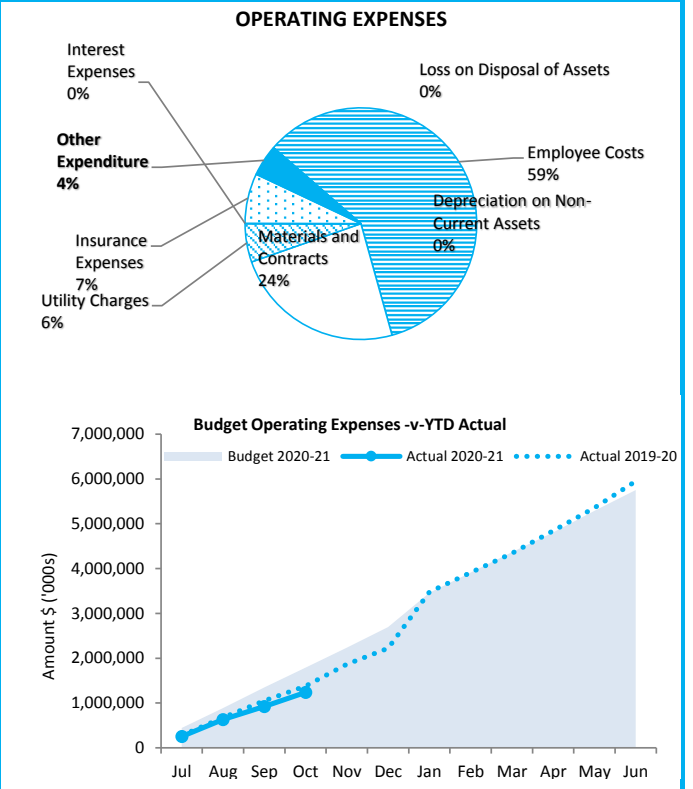 OPERATING EXPENSES
Interest
Expenses
0%
Loss on Disposal of Assets
0%
Other
Expenditure
4%
Employee Costs
59%
Depreciation on Non-
Current Assets
0%
Materials and
Contracts
24%
Insurance
Expenses
7%
Utility Charges
6%
Budget Operating Expenses -v-YTD Actual
Budget 2020-21
Actual 2020-21
Actual 2019-20
Amount $ ('000s)
7,000,000
6,000,000
5,000,000
4,000,000
3,000,000
2,000,000
1,000,000
0
Jul Aug Sep Oct Nov Dec Jan Feb Mar Apr May Jun